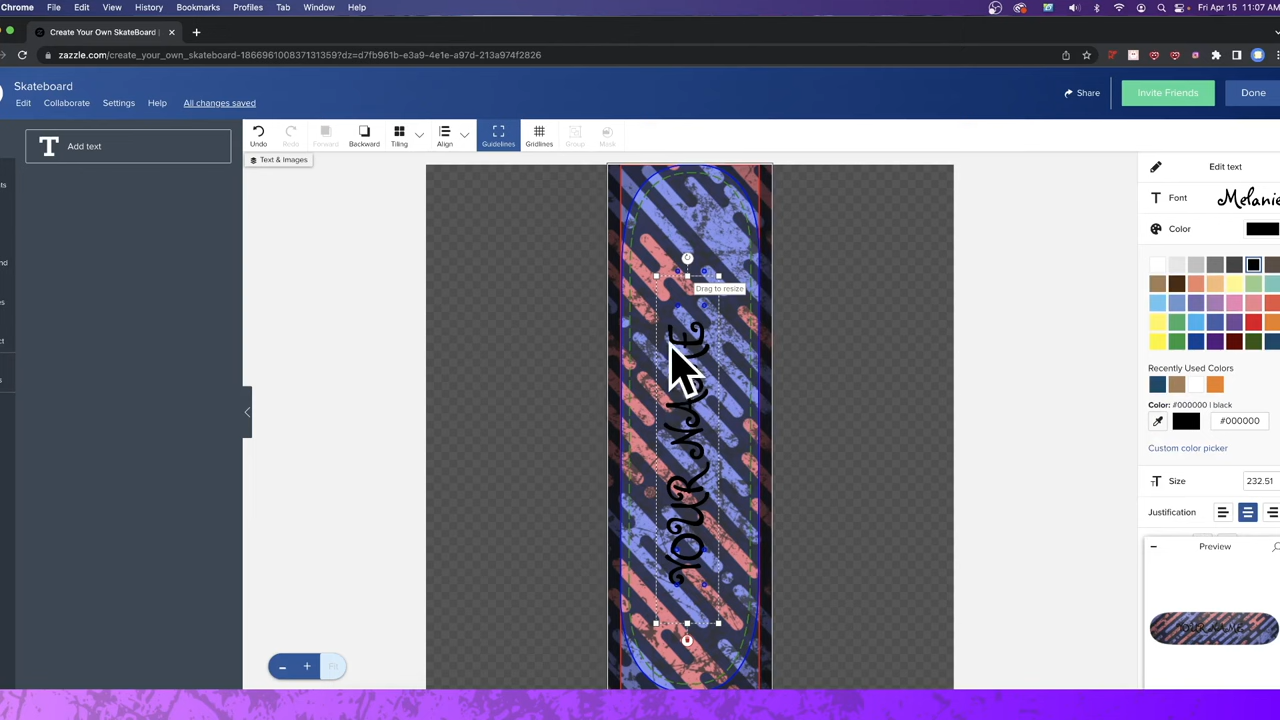 Chrome File Edit View History Bookmarks Profiles Tab Window Help Fri Apr 15 11:07 AM
Create Your Own SkateBoard |
zazzle.com/create_your_own_skateboard-186696100837131359?dz=d7fb961b-e3a9-4e1e-a97d-213a974f2826
Skateboard
Edit Collaborate Settings Help All changes saved
Share Invite Friends Done
T Add text
Undo Redo Forward Backward Tiling Align Guidelines Gridlines Group Mask
Text & Images
Edit text
T Font Melanie
Color
Drag to resize
YOUR NAME
Recently Used Colors
Color: #000000 | black
#000000
Custom color picker
Size 232.51
Justification
Preview
YOUR NAME
Fit